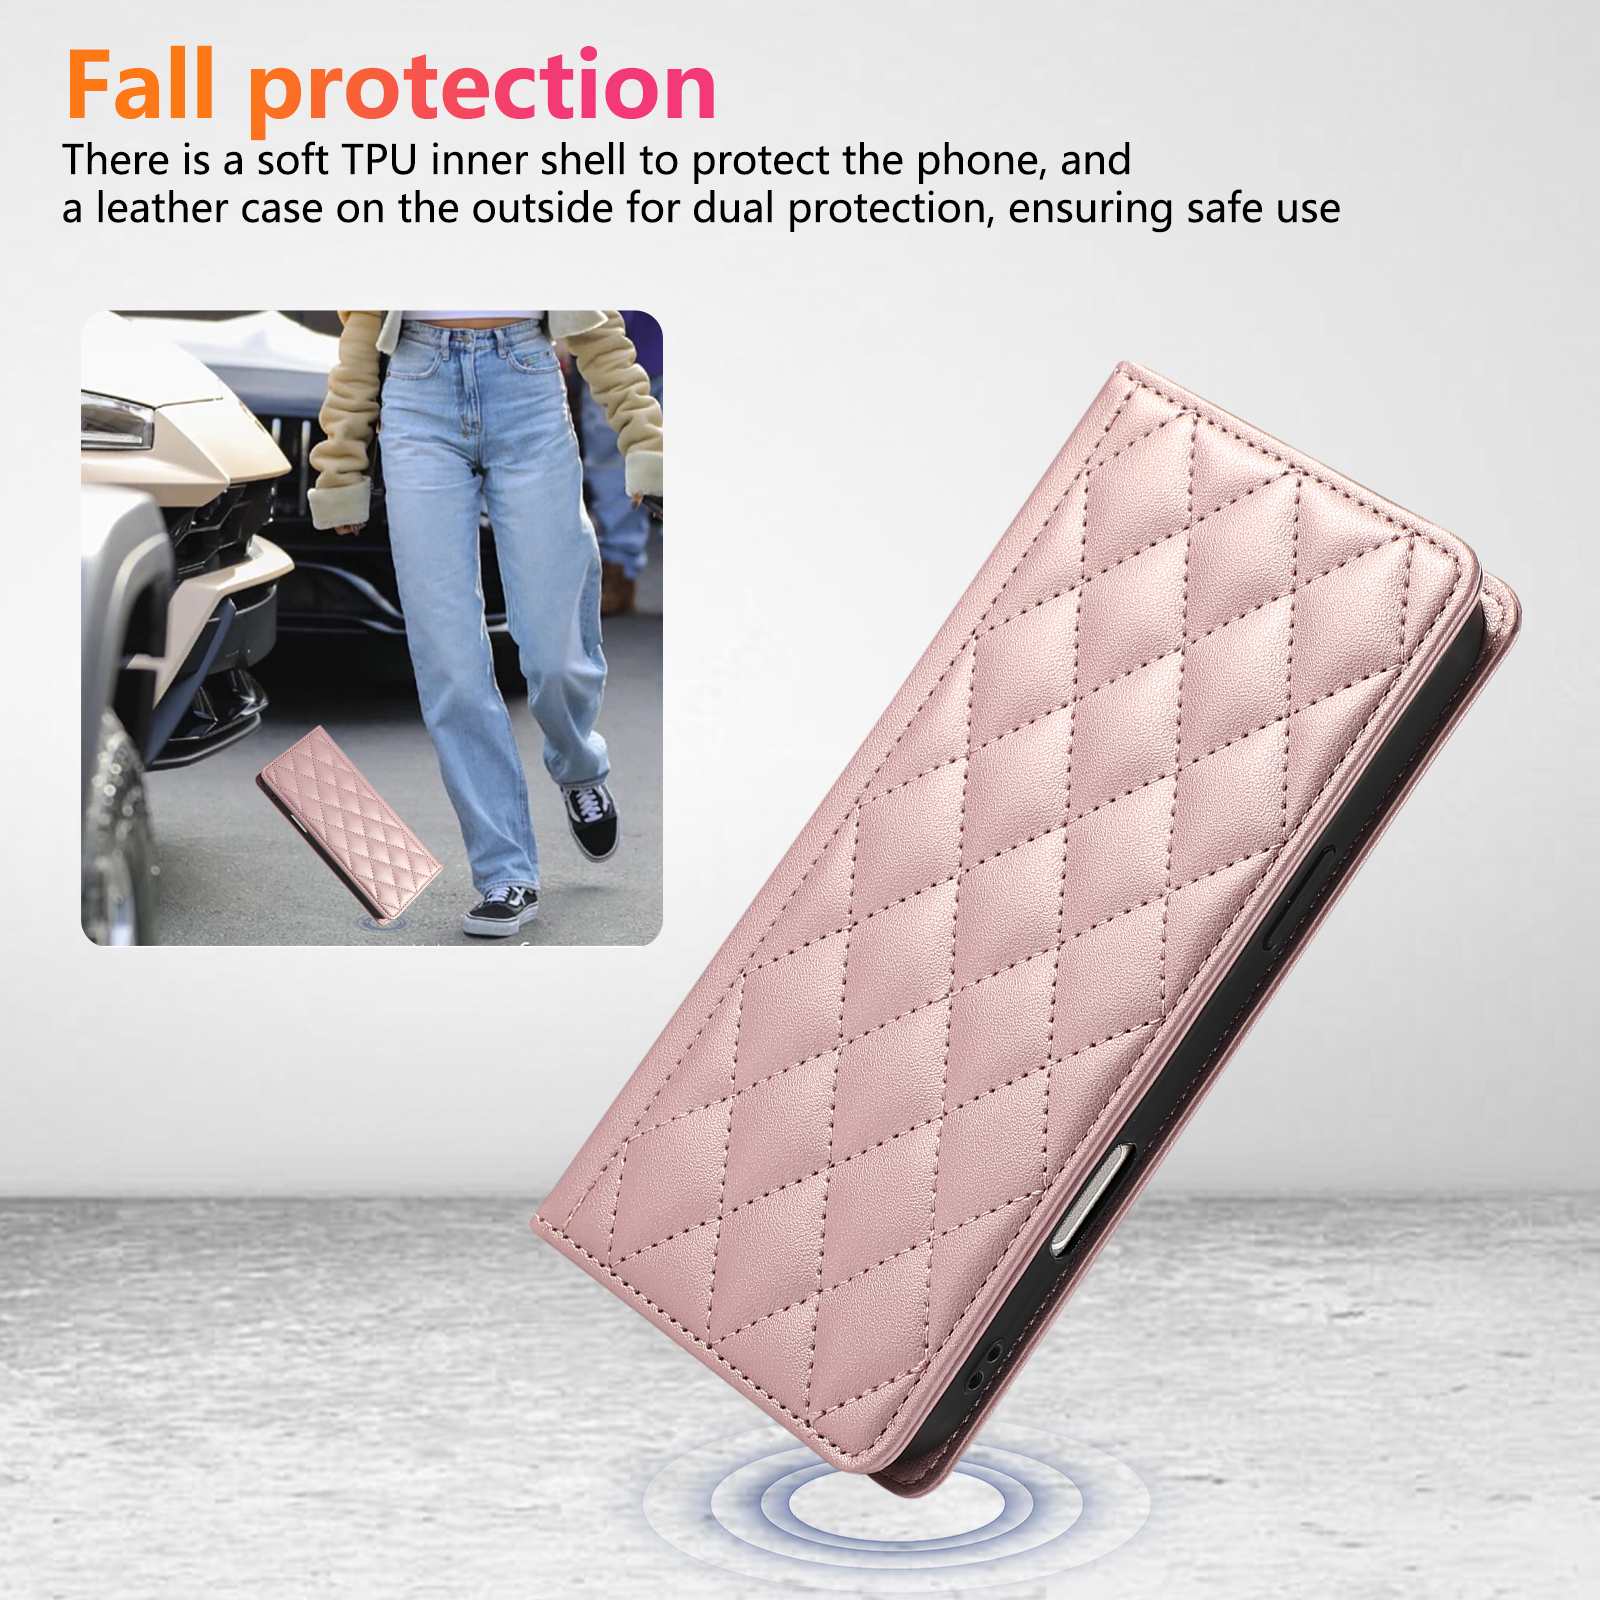 Fall protection
There is a soft TPU inner shell to protect the phone, and
a leather case on the outside for dual protection, ensuring safe use